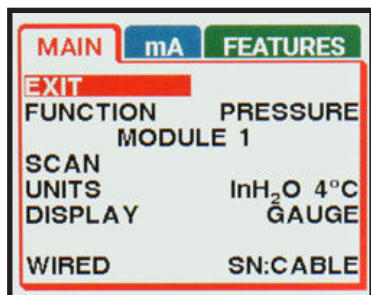 MAIN mA FEATURES
EXIT
FUNCTION PRESSURE
MODULE 1
SCAN
UNITS InH₂O 4°C
DISPLAY GAUGE
WIRED SN:CABLE